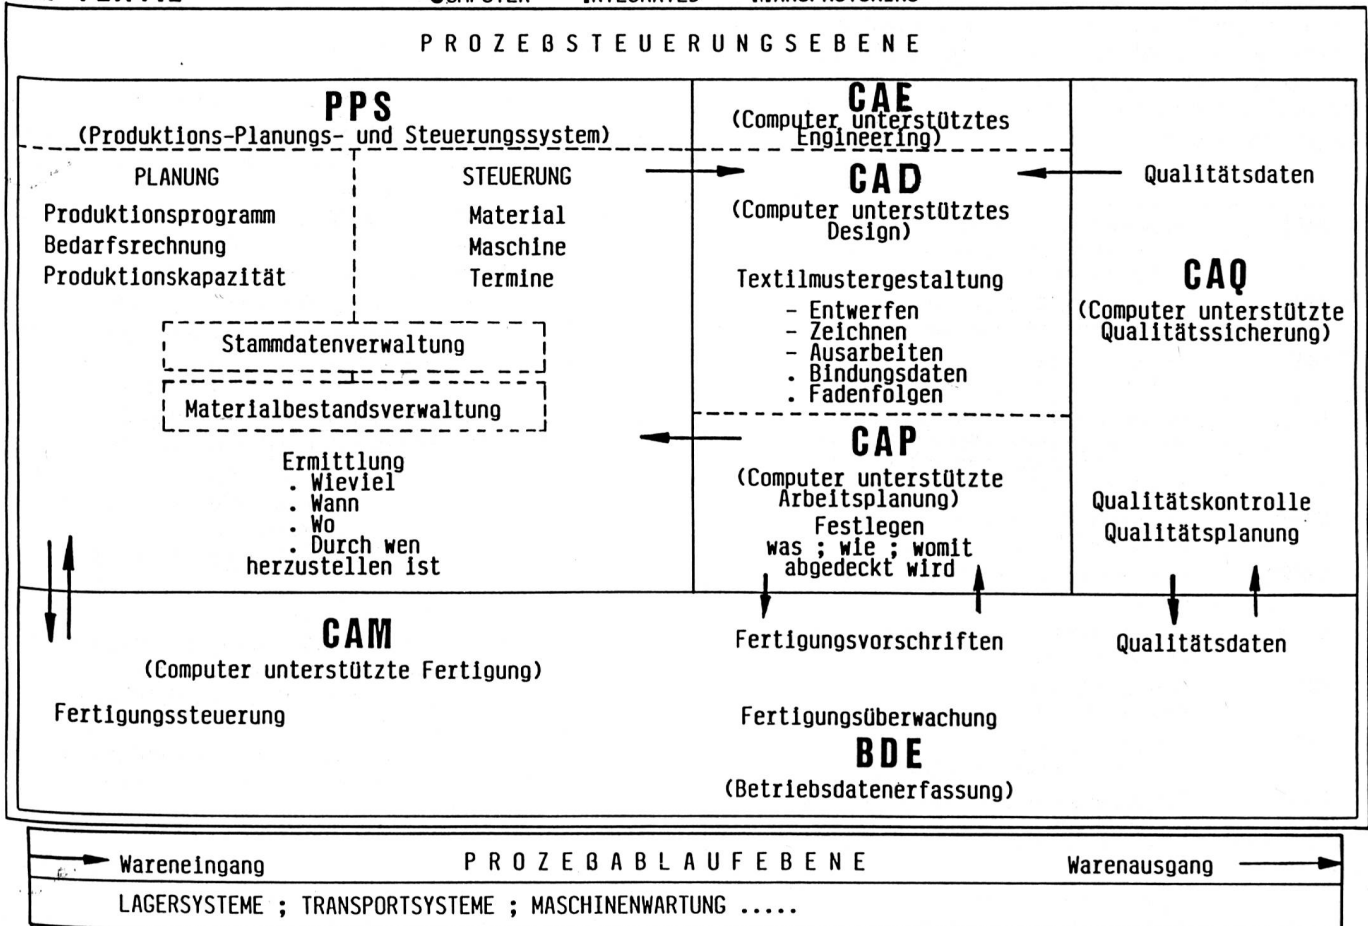 PROZEßSTEUERUNGSEBENE
PPS
(Produktions-Planungs- und Steuerungssystem)
PLANUNG
Produktionsprogramm
Bedarfsrechnung
Produktionskapazität
STEUERUNG
Material
Maschine
Termine
Stammdatenverwaltung
Materialbestandsverwaltung
Ermittlung
. Wieviel
. Wann
. Wo
. Durch wen
herzustellen ist
CAE
(Computer unterstütztes
Engineering)
CAD
(Computer unterstütztes
Design)
Textilmustergestaltung
- Entwerfen
- Zeichnen
- Ausarbeiten
. Bindungsdaten
. Fadenfolgen
CAP
(Computer unterstützte
Arbeitsplanung)
Festlegen
was ; wie ; womit
abgedeckt wird
Qualitätsdaten
CAQ
(Computer unterstützte
Qualitätssicherung)
Qualitätskontrolle
Qualitätsplanung
CAM
(Computer unterstützte Fertigung)
Fertigungssteuerung
Fertigungsvorschriften
Qualitätsdaten
Fertigungsüberwachung
BDE
(Betriebsdatenerfassung)
Wareneingang
PROZEßABLAUFEBENE
Warenausgang
LAGERSYSTEME ; TRANSPORTSYSTEME ; MASCHINENWARTUNG .....